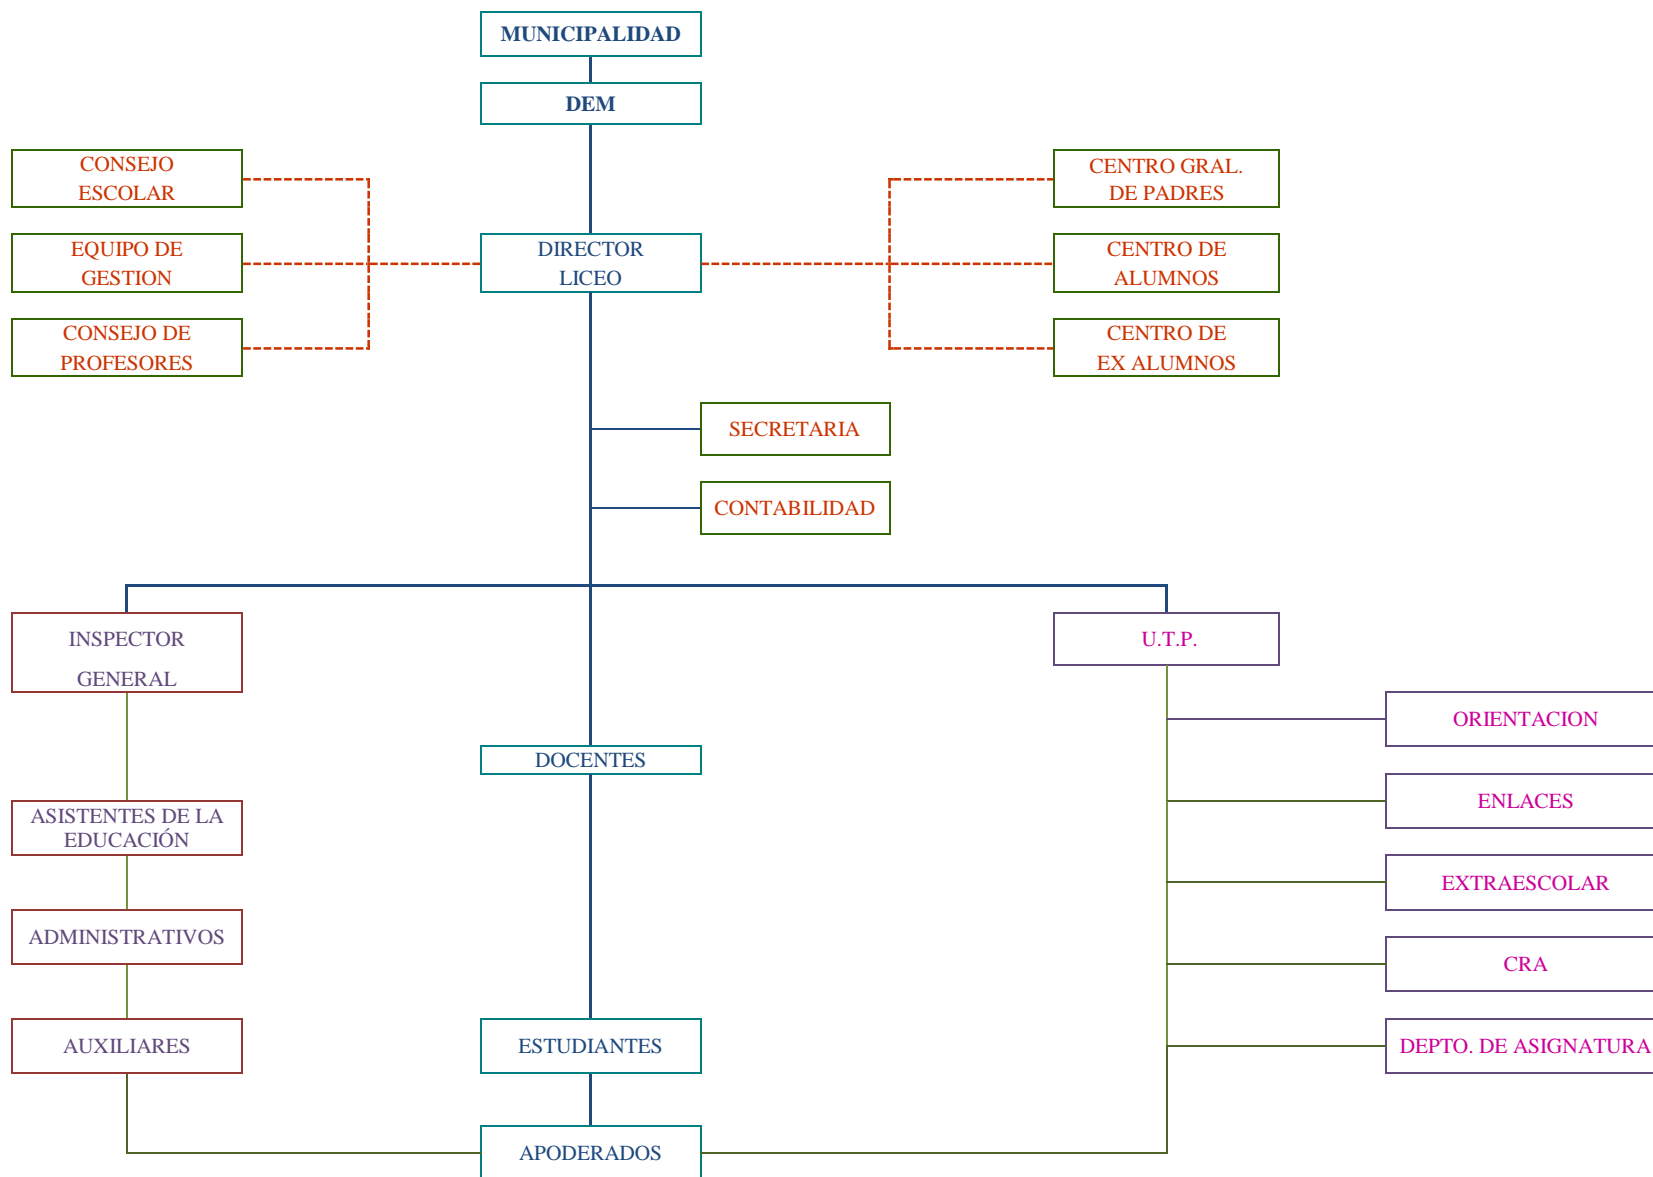 MUNICIPALIDAD
DEM
CONSEJO
ESCOLAR
CENTRO GRAL.
DE PADRES
EQUIPO DE
GESTION
DIRECTOR
LICEO
CENTRO DE
ALUMNOS
CONSEJO DE
PROFESORES
CENTRO DE
EX ALUMNOS
SECRETARIA
CONTABILIDAD
INSPECTOR
GENERAL
U.T.P.
ORIENTACION
DOCENTES
ENLACES
ASISTENTES DE LA
EDUCACIÓN
EXTRAESCOLAR
ADMINISTRATIVOS
CRA
AUXILIARES
ESTUDIANTES
DEPTO. DE ASIGNATURA
APODERADOS